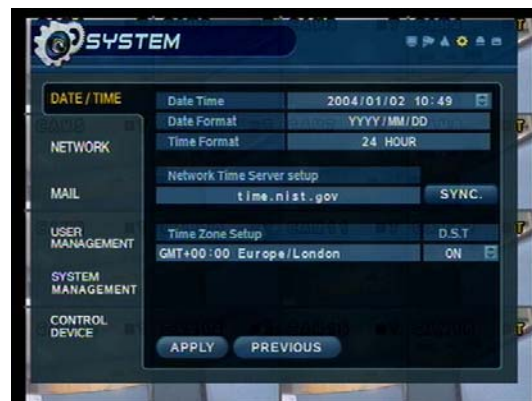 SYSTEM
DATE / TIME
NETWORK
MAIL
USER
MANAGEMENT
SYSTEM
MANAGEMENT
CONTROL
DEVICE
Date Time 2004/01/02 10:49
Date Format YYYY/MM/DD
Time Format 24 HOUR
Network Time Server setup
time.nist.gov SYNC.
Time Zone Setup D.S.T
GMT+00:00 Europe/London ON
APPLY PREVIOUS